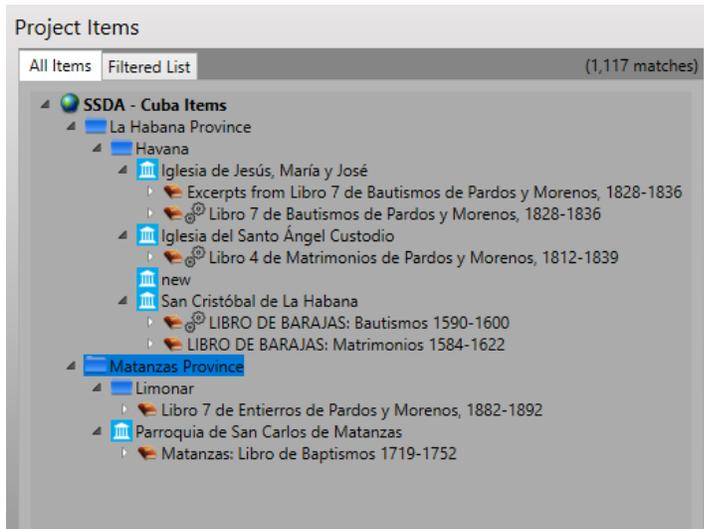 Project Items
All Items Filtered List (1,117 matches)
SSDA - Cuba Items
La Habana Province
Havana
Iglesia de Jesús, María y José
Excerpts from Libro 7 de Bautismos de Pardos y Morenos, 1828-1836
Libro 7 de Bautismos de Pardos y Morenos, 1828-1836
Iglesia del Santo Ángel Custodio
Libro 4 de Matrimonios de Pardos y Morenos, 1812-1839
new
San Cristóbal de La Habana
LIBRO DE BARAJAS: Bautismos 1590-1600
LIBRO DE BARAJAS: Matrimonios 1584-1622
Matanzas Province
Limonar
Libro 7 de Entierros de Pardos y Morenos, 1882-1892
Parroquia de San Carlos de Matanzas
Matanzas: Libro de Baptismos 1719-1752